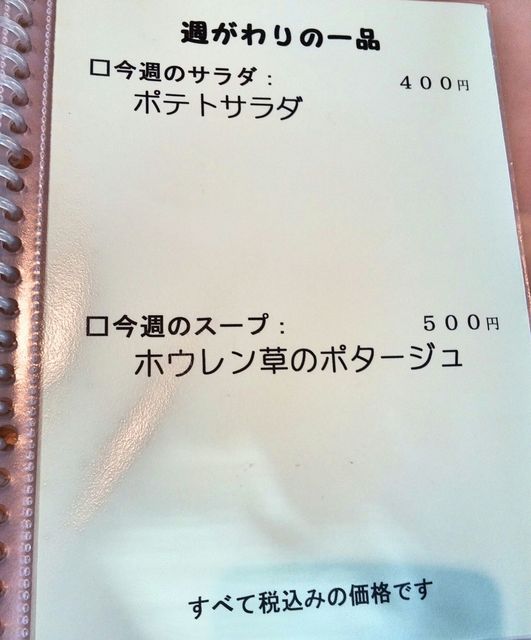 週がわりの一品
□今週のサラダ： ４００円
ポテトサラダ
□今週のスープ： ５００円
ホウレン草のポタージュ
すべて税込みの価格です